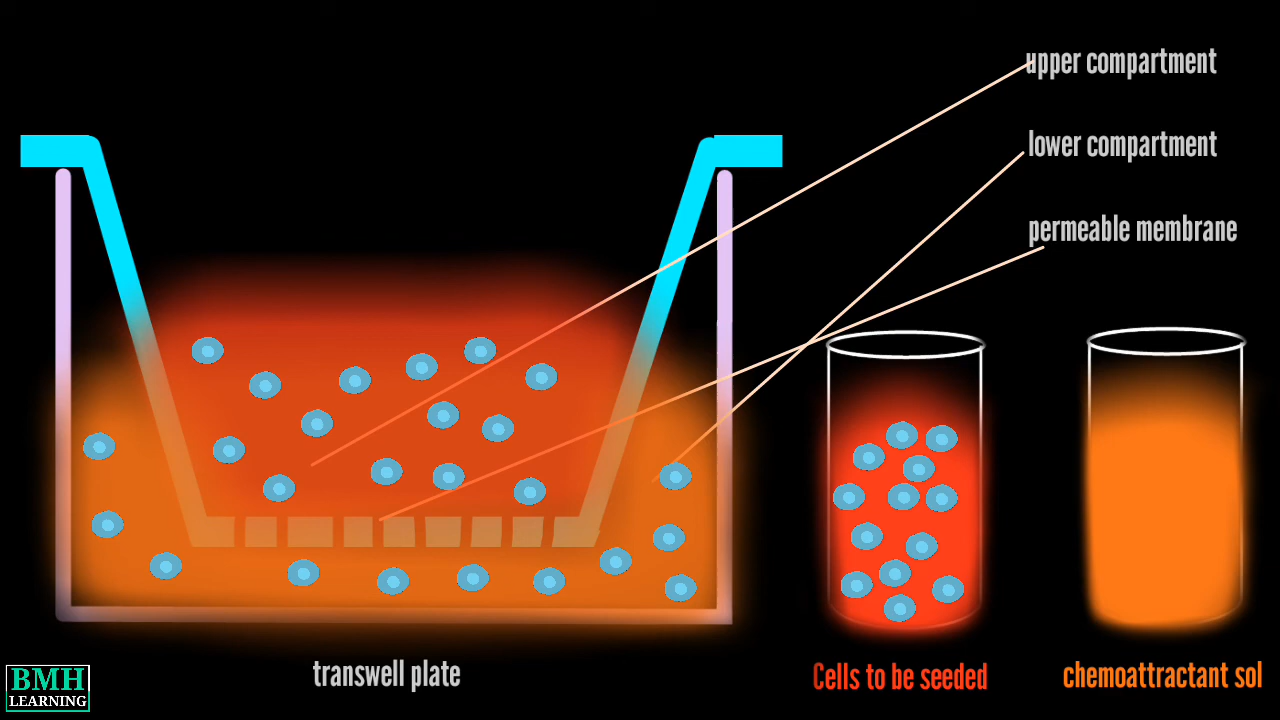 upper compartment
lower compartment
permeable membrane
transwell plate
Cells to be seeded
chemoattractant sol
BMH
LEARNING